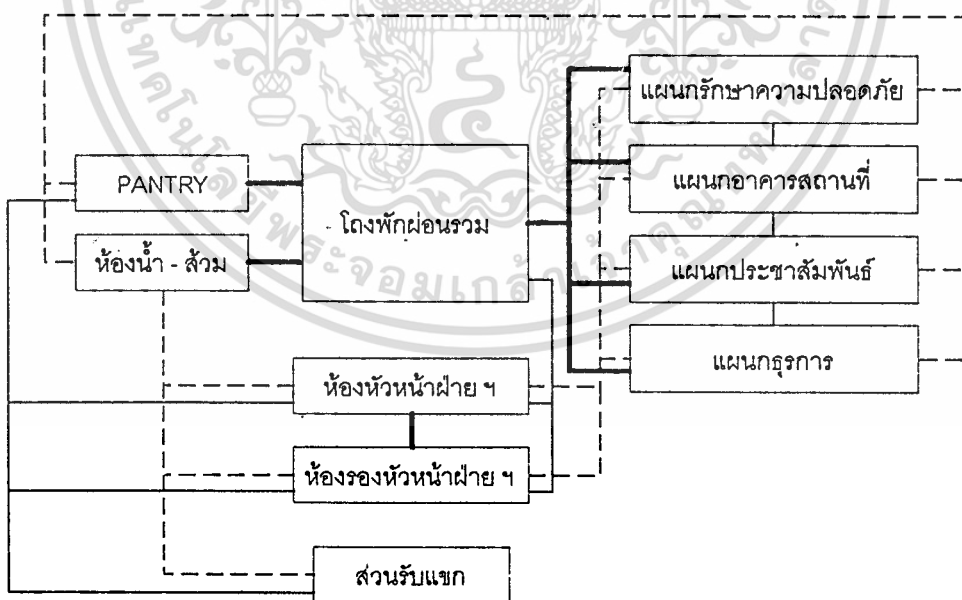 แผนกรักษาความปลอดภัย
PANTRY
โถงพักผ่อนรวม
แผนกอาคารสถานที่
ห้องน้ำ - ส้วม
แผนกประชาสัมพันธ์
แผนกธุรการ
ห้องหัวหน้าฝ่าย ฯ
ห้องรองหัวหน้าฝ่าย ฯ
ส่วนรับแขก